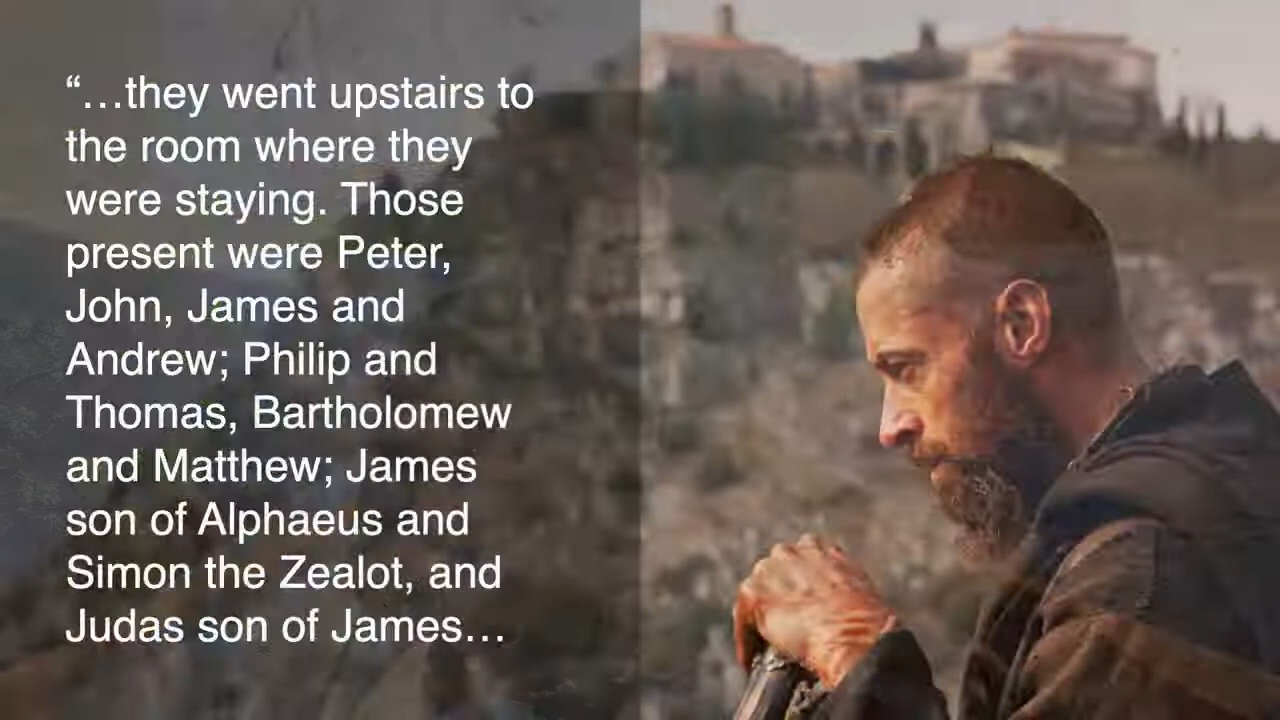 “…they went upstairs to
the room where they
were staying. Those
present were Peter,
John, James and
Andrew; Philip and
Thomas, Bartholomew
and Matthew; James
son of Alphaeus and
Simon the Zealot, and
Judas son of James…